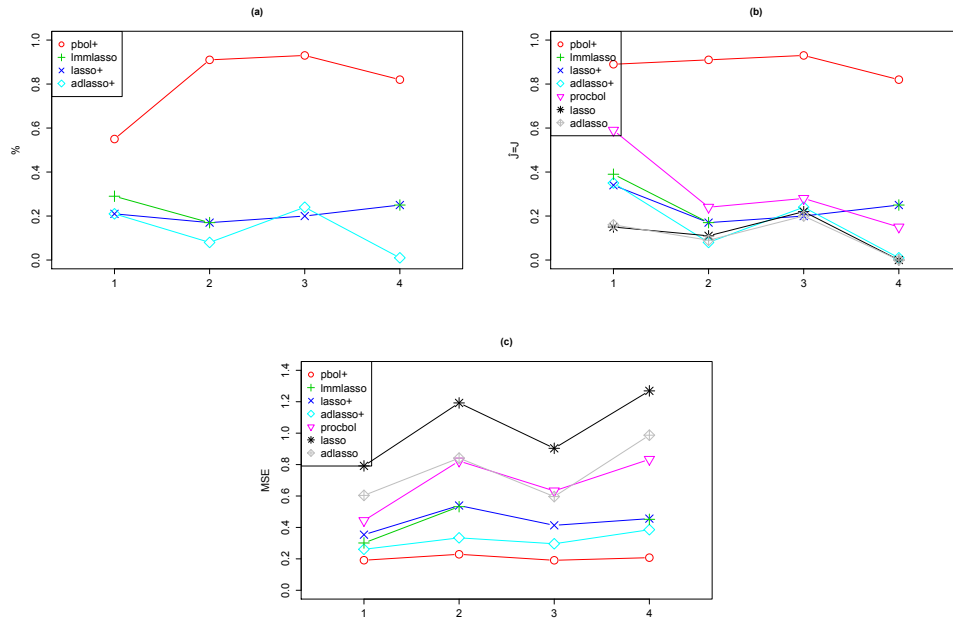 (a)
%
1.0
0.8
0.6
0.4
0.2
0.0
pbol+
lmmlasso
lasso+
adlasso+
1 2 3 4
(b)
Ĵ=J
1.0
0.8
0.6
0.4
0.2
0.0
pbol+
lmmlasso
lasso+
adlasso+
procbol
lasso
adlasso
1 2 3 4
(c)
MSE
1.4
1.2
1.0
0.8
0.6
0.4
0.2
0.0
pbol+
lmmlasso
lasso+
adlasso+
procbol
lasso
adlasso
1 2 3 4